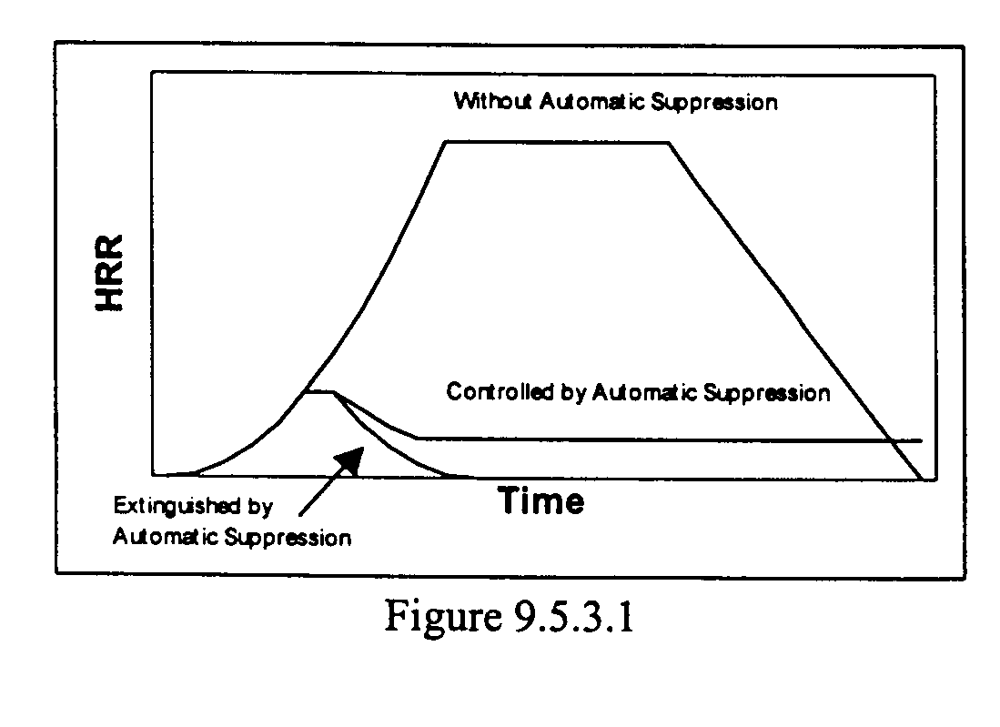 Without Automatic Suppression
HRR
Controlled by Automatic Suppression
Time
Extinguished by
Automatic Suppression
Figure 9.5.3.1